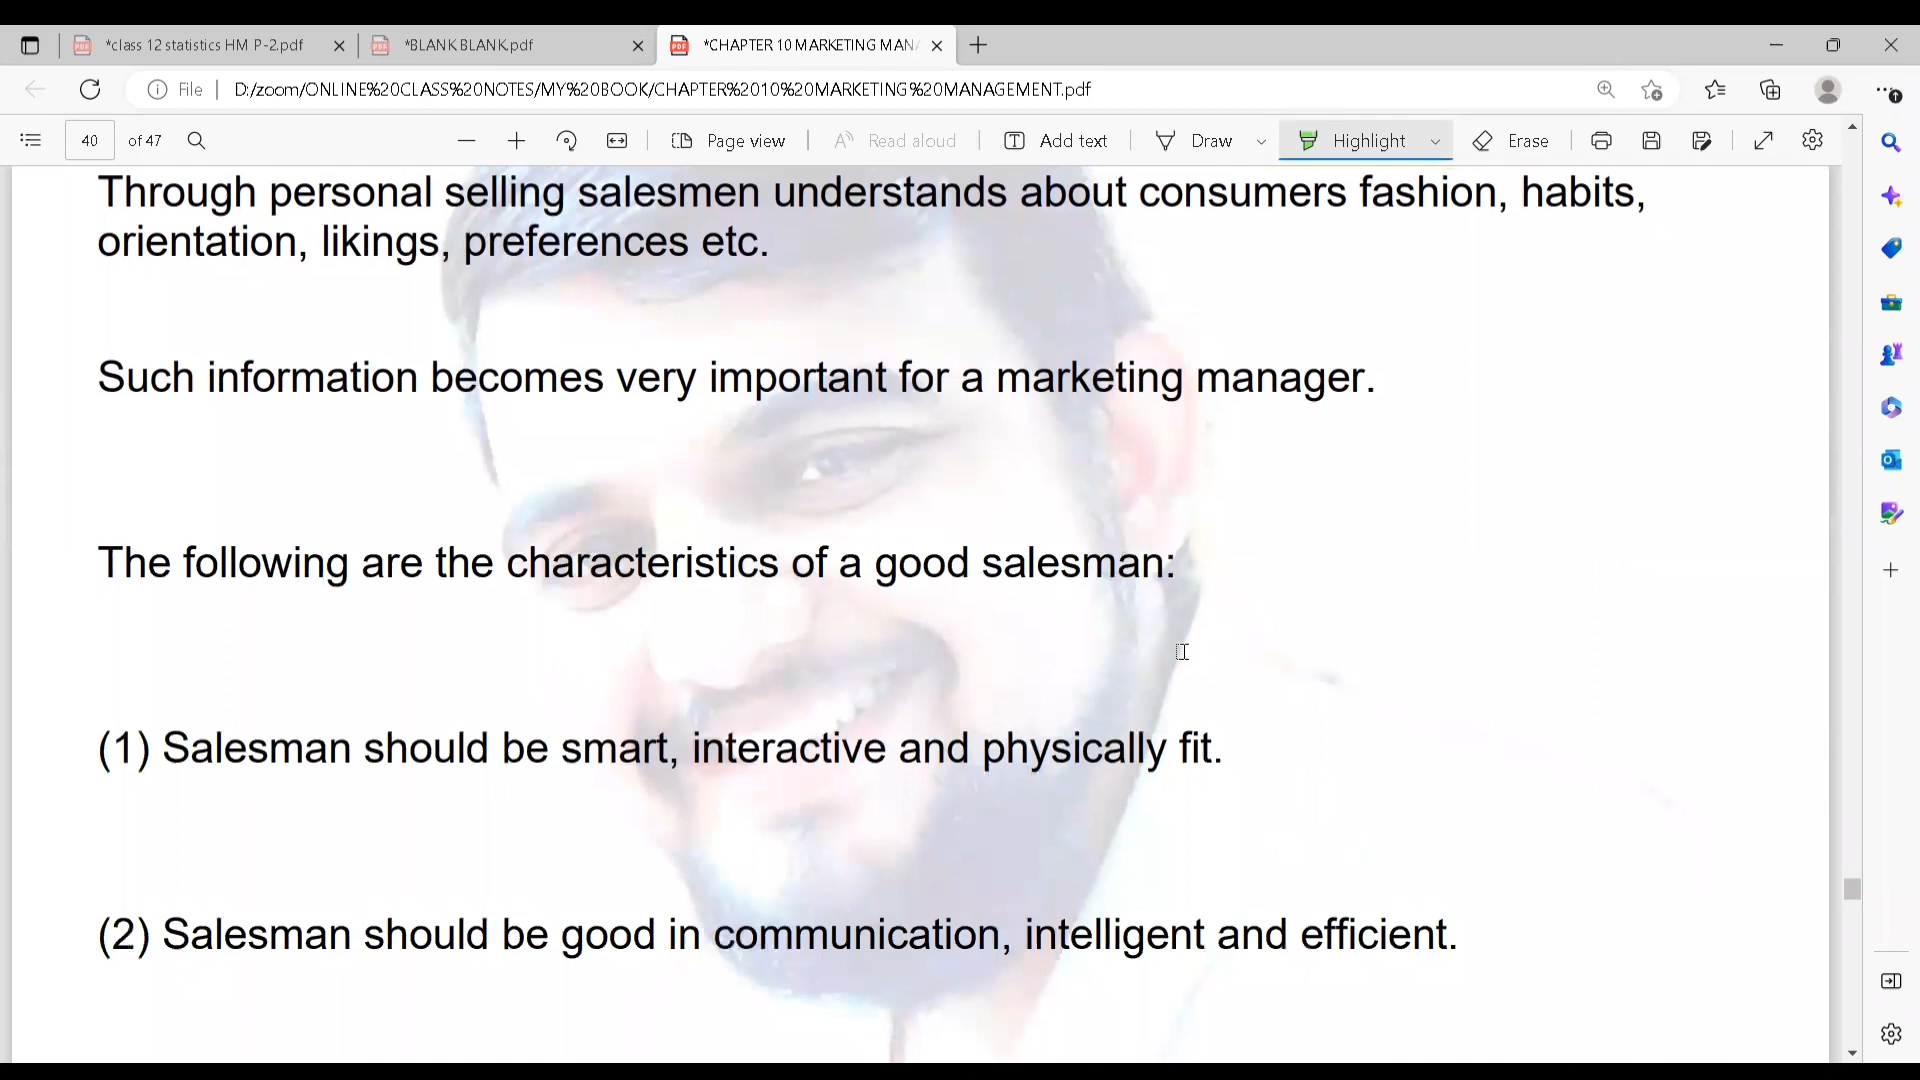 *class 12 statistics HM P-2.pdf
*BLANK BLANK.pdf
*CHAPTER 10 MARKETING MAN
File
D:/zoom/ONLINE%20CLASS%20NOTES/MY%20BOOK/CHAPTER%2010%20MARKETING%20MANAGEMENT.pdf
40 of 47
Page view
Read aloud
Add text
Draw
Highlight
Erase
Through personal selling salesmen understands about consumers fashion, habits,
orientation, likings, preferences etc.
Such information becomes very important for a marketing manager.
The following are the characteristics of a good salesman:
(1) Salesman should be smart, interactive and physically fit.
(2) Salesman should be good in communication, intelligent and efficient.